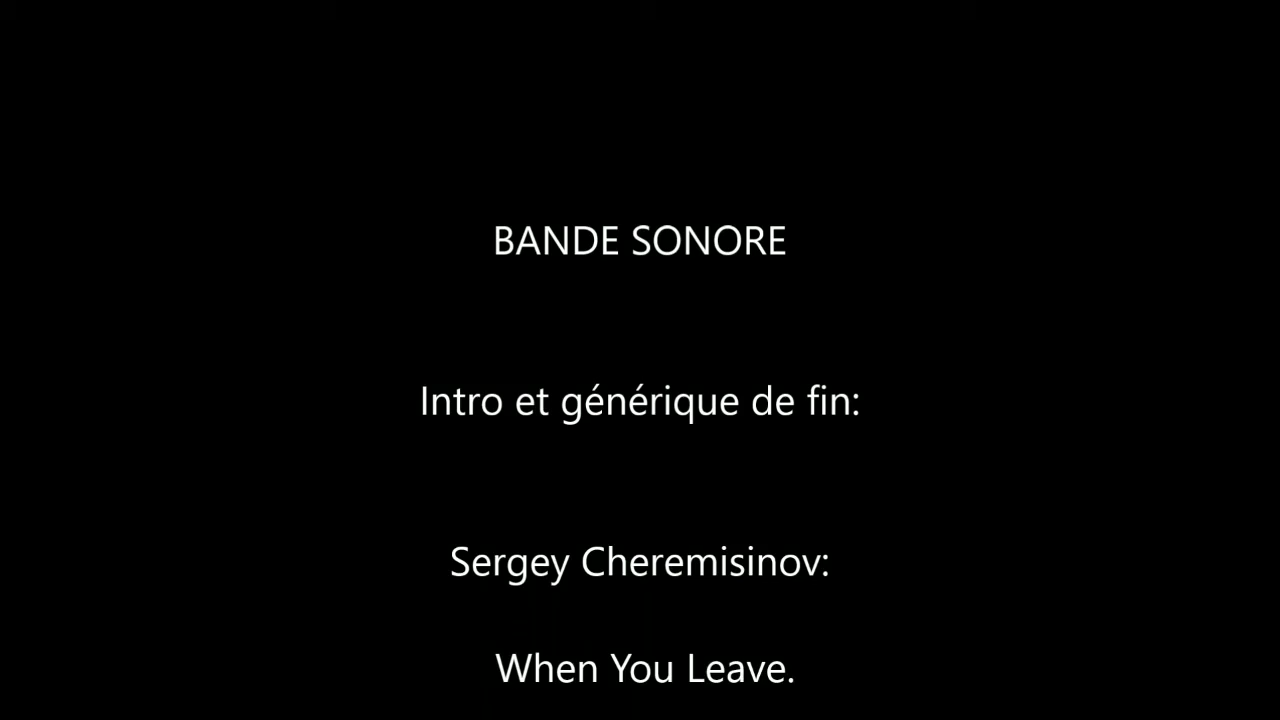 BANDE SONORE
Intro et générique de fin:
Sergey Cheremisinov:
When You Leave.